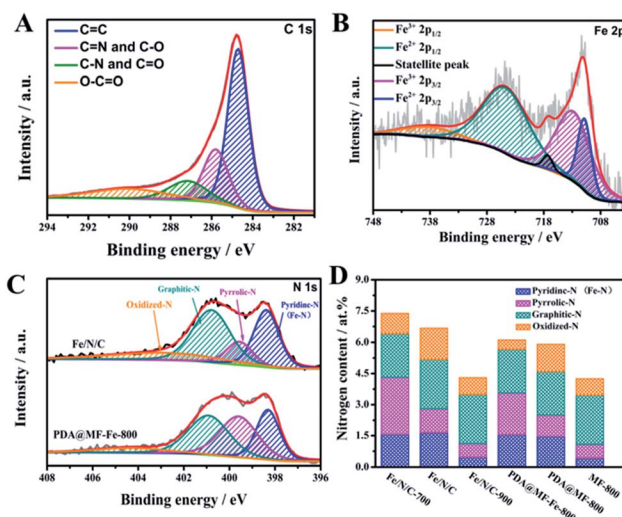 A
C 1s
C=C
C=N and C-O
C-N and C=O
O-C=O
Intensity / a.u.
294 292 290 288 286 284 282
Binding energy / eV
B
Fe 2p
Fe³⁺ 2p₁/₂
Fe²⁺ 2p₁/₂
Statellite peak
Fe³⁺ 2p₃/₂
Fe²⁺ 2p₃/₂
Intensity / a.u.
748 738 728 718 708
Binding energy / eV
C
N 1s
Graphitic-N
Oxidized-N
Pyrrolic-N
Pyridinc-N
(Fe-N)
Fe/N/C
PDA@MF-Fe-800
Intensity / a.u.
408 406 404 402 400 398 396
Binding energy / eV
D
Pyridinc-N (Fe-N)
Pyrrolic-N
Graphitic-N
Oxidized-N
Nitrogen content / at.%
9.0
7.5
6.0
4.5
3.0
1.5
0.0
Fe/N/C-700
Fe/N/C
Fe/N/C-900
PDA@MF-Fe-800
PDA@MF-800
MF-800